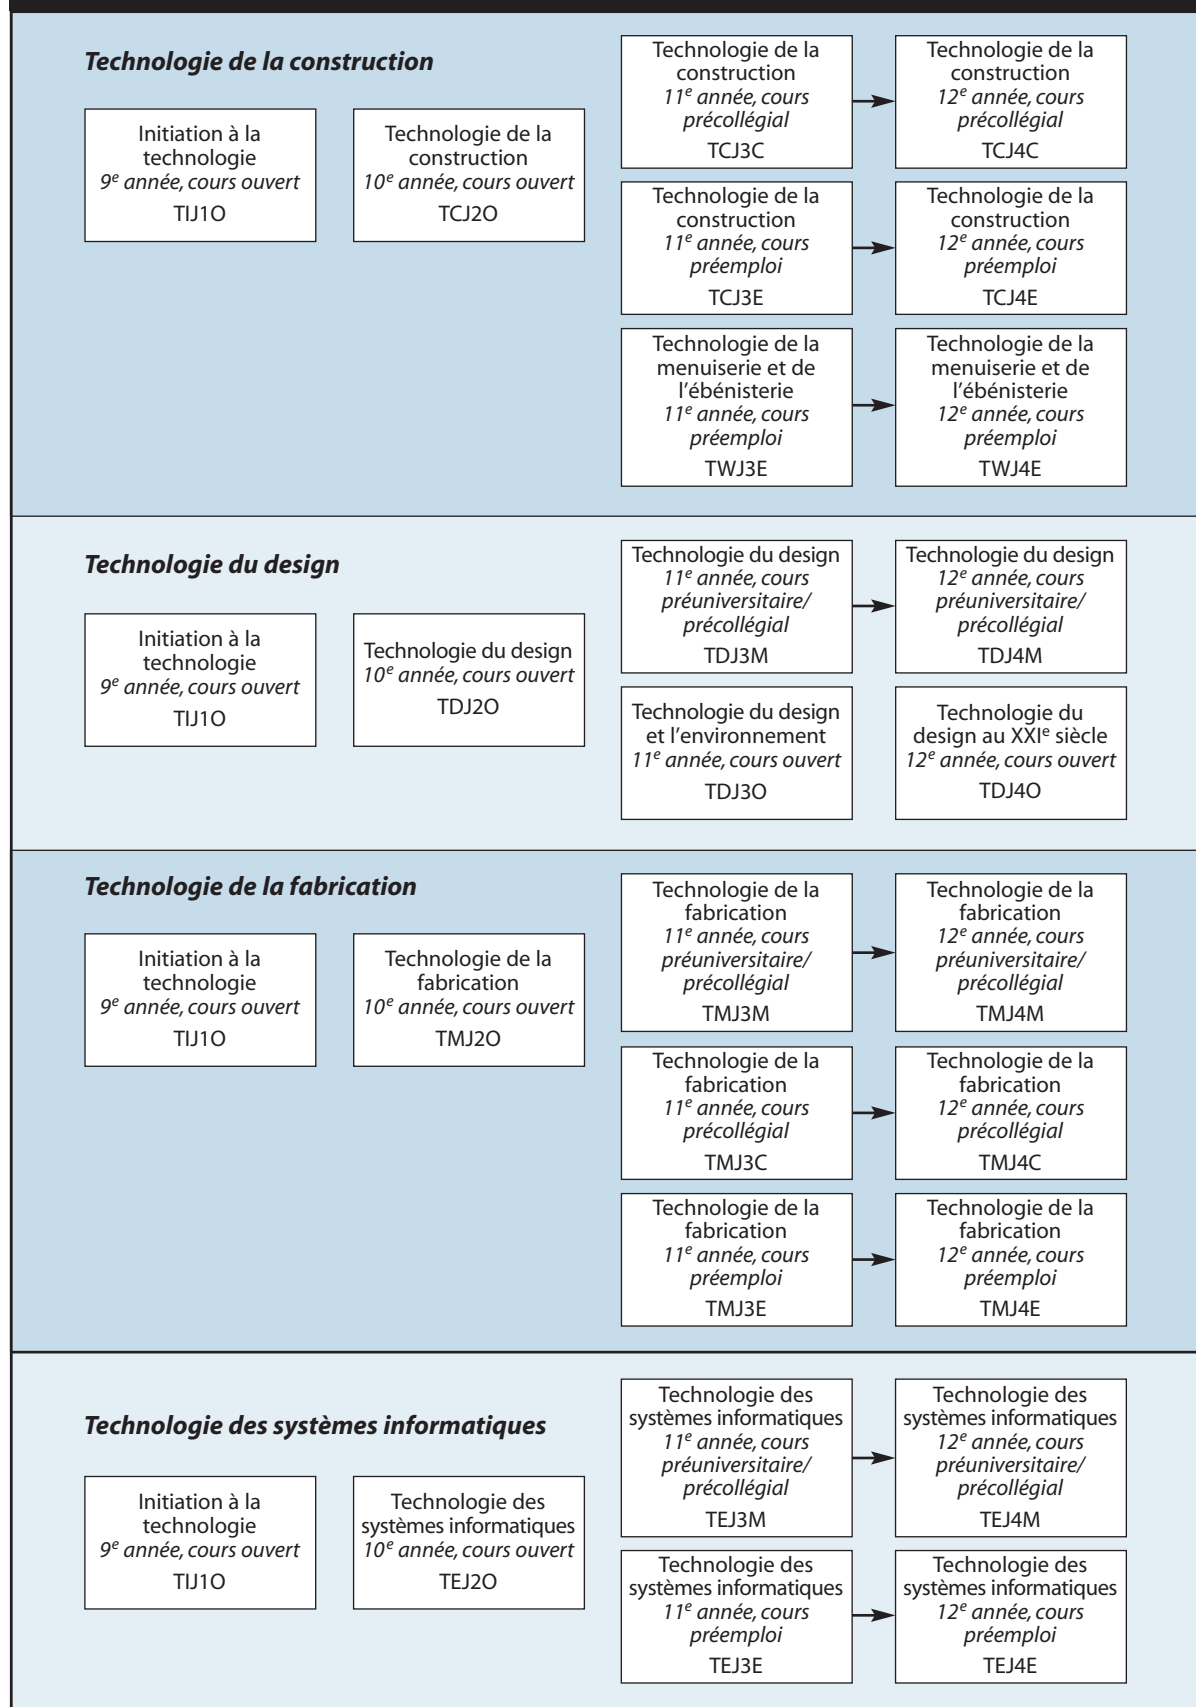 Technologie de la construction
Initiation à la
technologie
9e année, cours ouvert
TIJ1O
Technologie de la
construction
10e année, cours ouvert
TCJ2O
Technologie de la
construction
11e année, cours
précollégial
TCJ3C
Technologie de la
construction
12e année, cours
précollégial
TCJ4C
Technologie de la
construction
11e année, cours
préemploi
TCJ3E
Technologie de la
construction
12e année, cours
préemploi
TCJ4E
Technologie de la
menuiserie et de
l'ébénisterie
11e année, cours
préemploi
TWJ3E
Technologie de la
menuiserie et de
l'ébénisterie
12e année, cours
préemploi
TWJ4E
Technologie du design
Initiation à la
technologie
9e année, cours ouvert
TIJ1O
Technologie du design
10e année, cours ouvert
TDJ2O
Technologie du design
11e année, cours
préuniversitaire/
précollégial
TDJ3M
Technologie du design
12e année, cours
préuniversitaire/
précollégial
TDJ4M
Technologie du design
et l'environnement
11e année, cours ouvert
TDJ3O
Technologie du
design au XXIe siècle
12e année, cours ouvert
TDJ4O
Technologie de la fabrication
Initiation à la
technologie
9e année, cours ouvert
TIJ1O
Technologie de la
fabrication
10e année, cours ouvert
TMJ2O
Technologie de la
fabrication
11e année, cours
préuniversitaire/
précollégial
TMJ3M
Technologie de la
fabrication
12e année, cours
préuniversitaire/
précollégial
TMJ4M
Technologie de la
fabrication
11e année, cours
précollégial
TMJ3C
Technologie de la
fabrication
12e année, cours
précollégial
TMJ4C
Technologie de la
fabrication
11e année, cours
préemploi
TMJ3E
Technologie de la
fabrication
12e année, cours
préemploi
TMJ4E
Technologie des systèmes informatiques
Initiation à la
technologie
9e année, cours ouvert
TIJ1O
Technologie des
systèmes informatiques
10e année, cours ouvert
TEJ2O
Technologie des
systèmes informatiques
11e année, cours
préuniversitaire/
précollégial
TEJ3M
Technologie des
systèmes informatiques
12e année, cours
préuniversitaire/
précollégial
TEJ4M
Technologie des
systèmes informatiques
11e année, cours
préemploi
TEJ3E
Technologie des
systèmes informatiques
12e année, cours
préemploi
TEJ4E